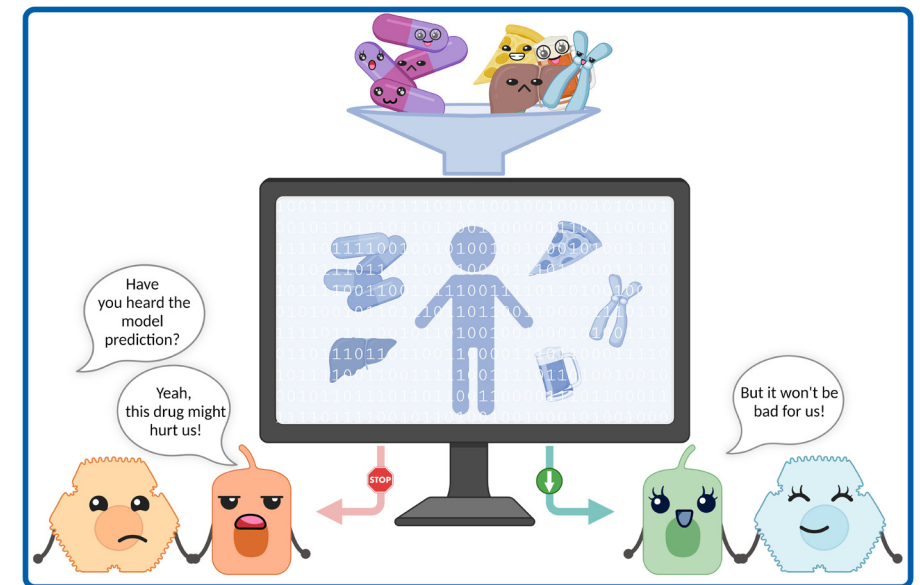 Have
you heard the
model
prediction?
Yeah,
this drug might
hurt us!
But it won't be
bad for us!
STOP